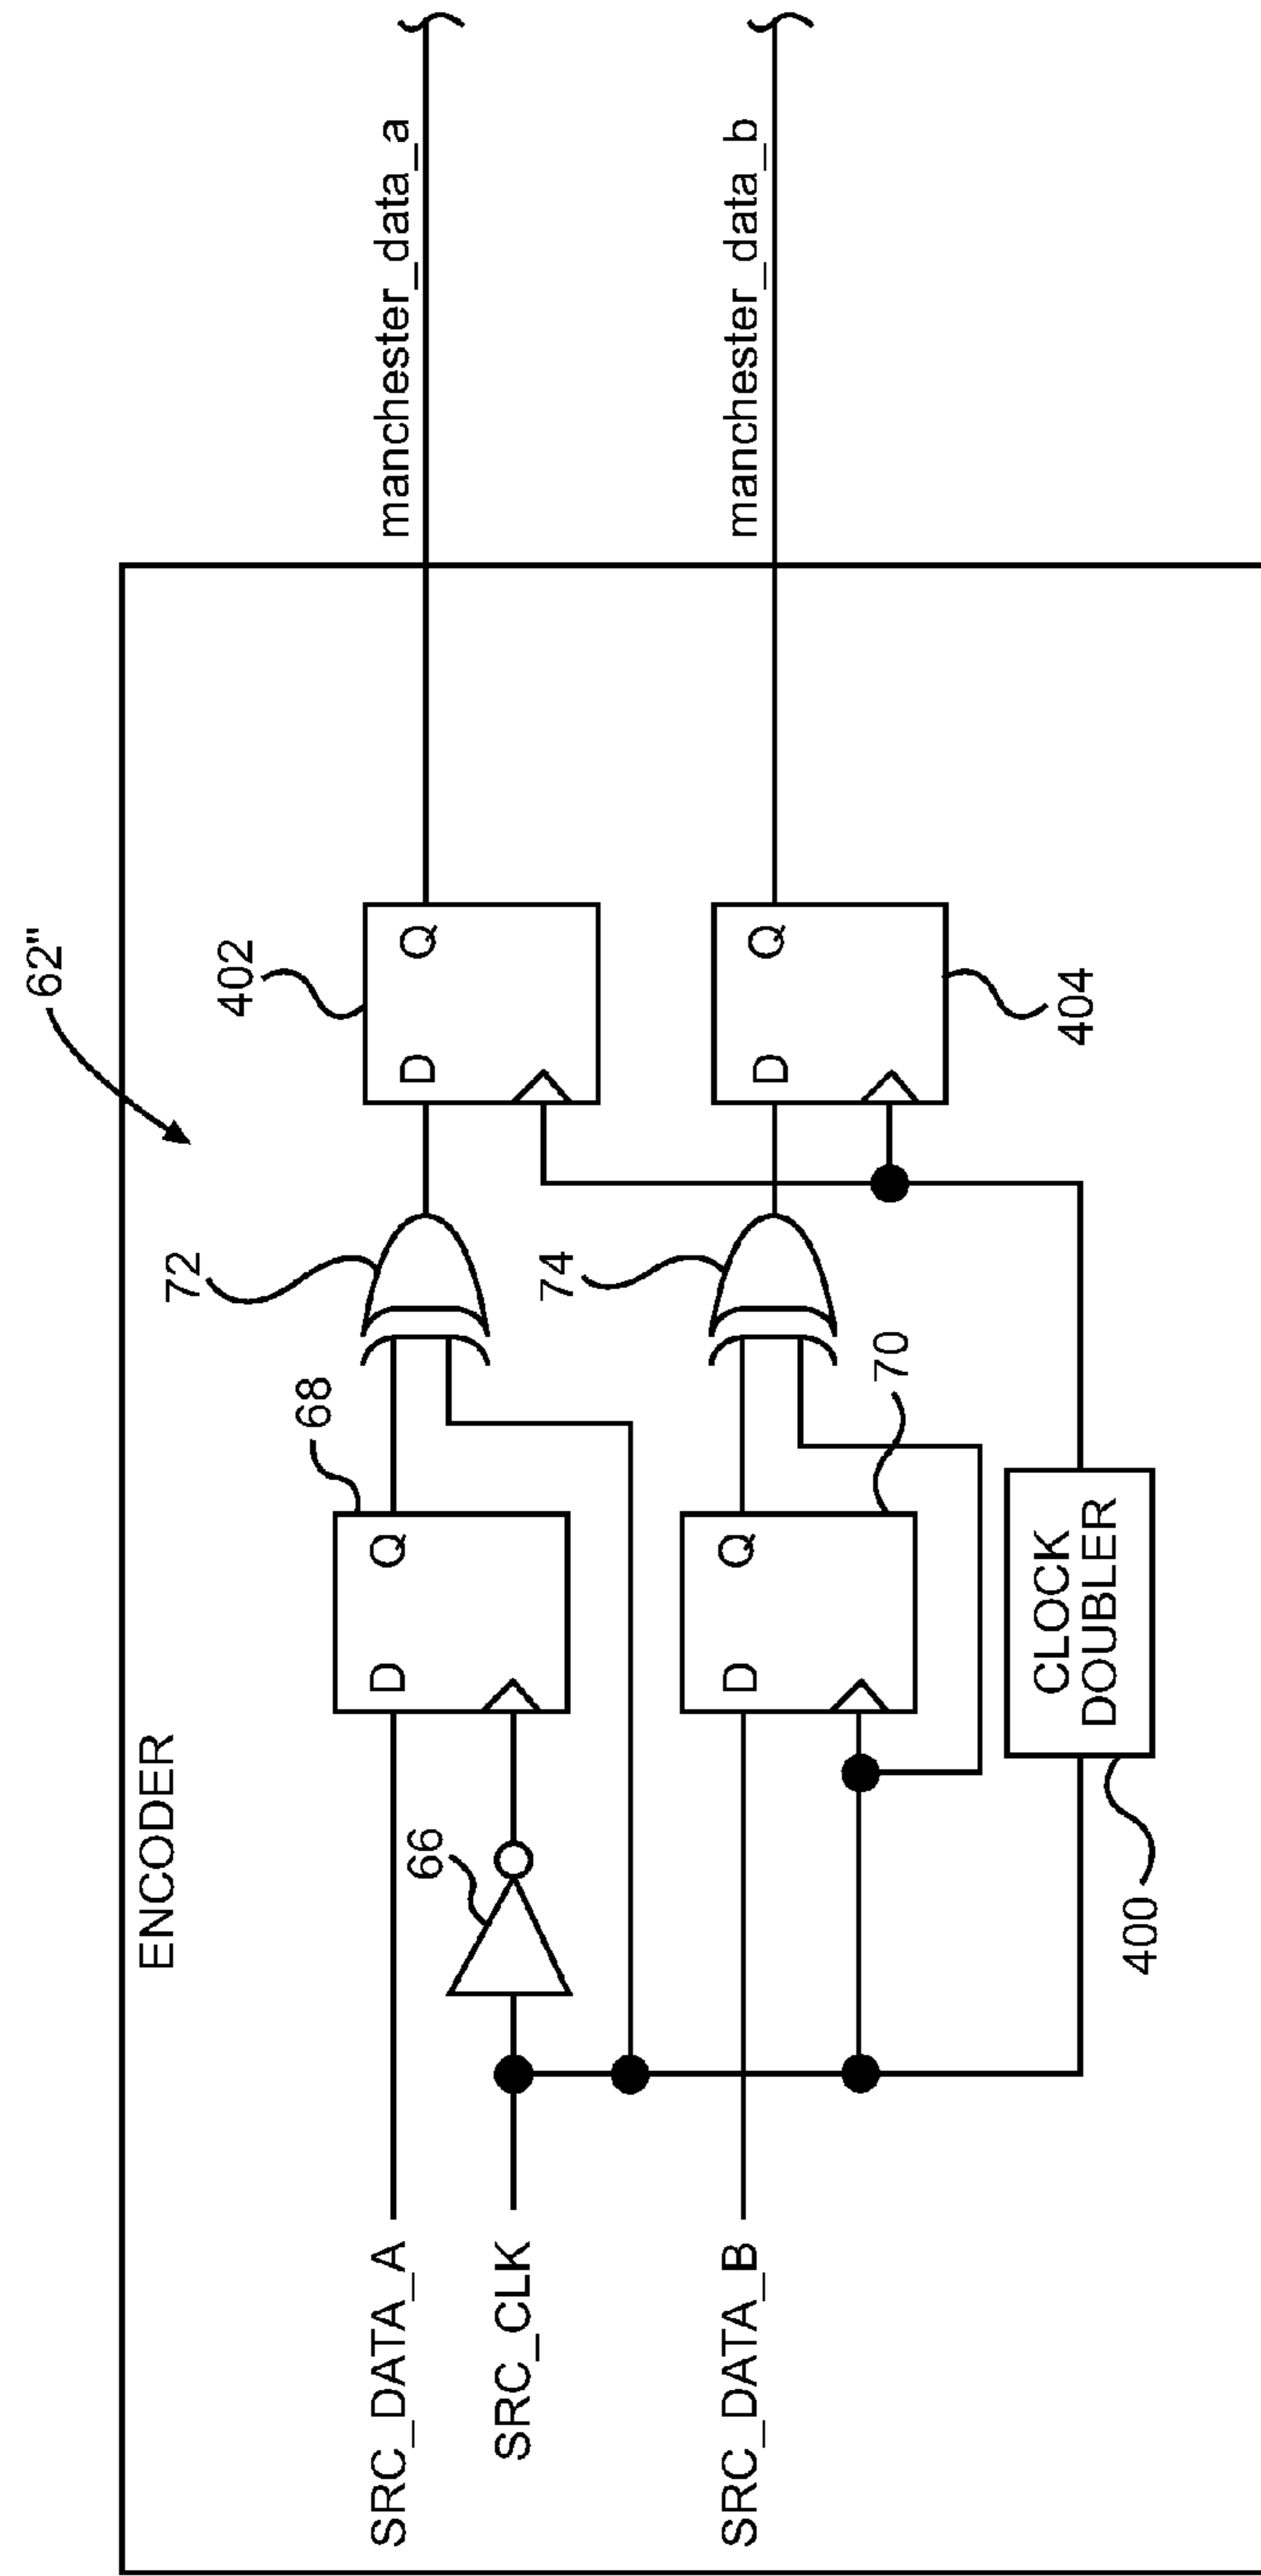 62"
ENCODER
SRC_DATA_A
SRC_CLK
SRC_DATA_B
66
68
D
Q
72
402
D
Q
manchester_data_a
D
Q
70
74
D
Q
404
manchester_data_b
CLOCK
DOUBLER
400